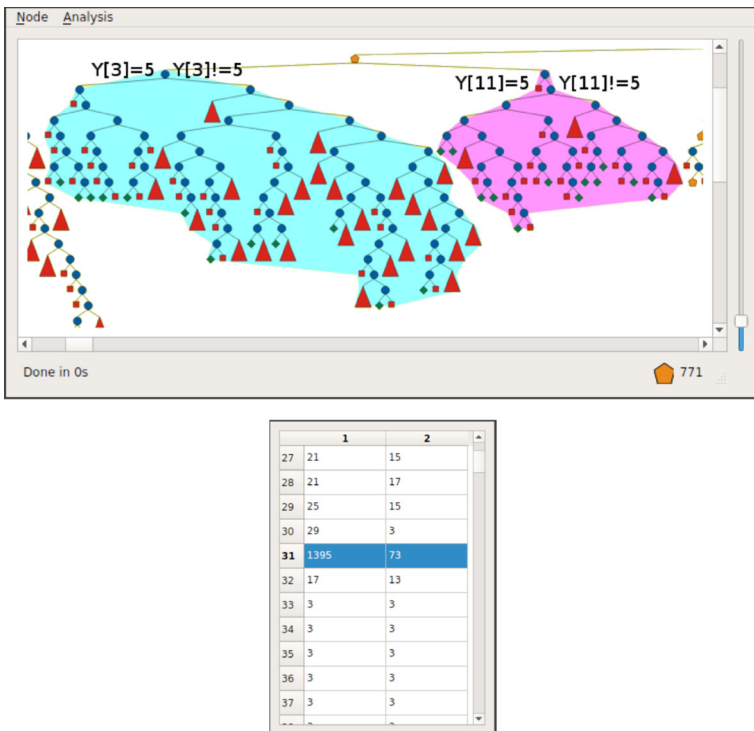 Node Analysis
Y[3]=5 Y[3]!=5
Y[11]=5 Y[11]!=5
Done in 0s
771
1 2
27 21 15
28 21 17
29 25 15
30 29 3
31 1395 73
32 17 13
33 3 3
34 3 3
35 3 3
36 3 3
37 3 3